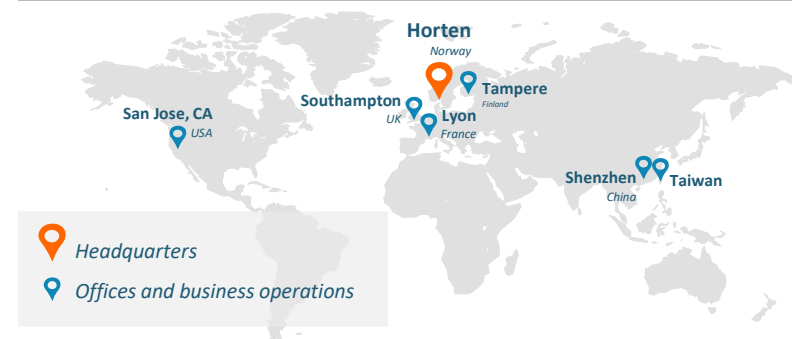 Horten
Norway
Tampere
Finland
Southampton
UK
Lyon
France
San Jose, CA
USA
Shenzhen
China
Taiwan
Headquarters
Offices and business operations